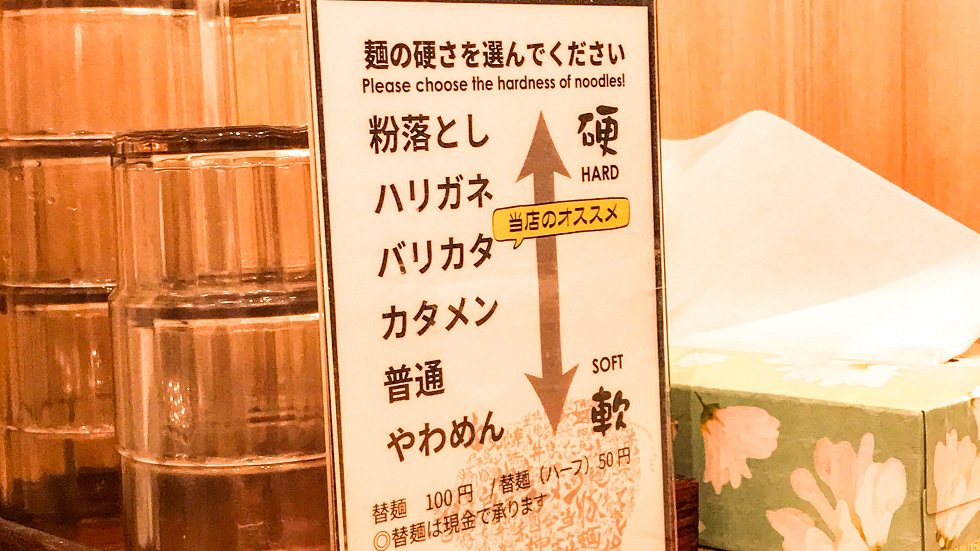 麺の硬さを選んでください
Please choose the hardness of noodles!
粉落とし
硬
HARD
ハリガネ
当店のオススメ
バリカタ
カタメン
普通
SOFT
軟
やわめん
替麺 100円 / 替麺(ハーフ)50円
◎替麺は現金で承ります